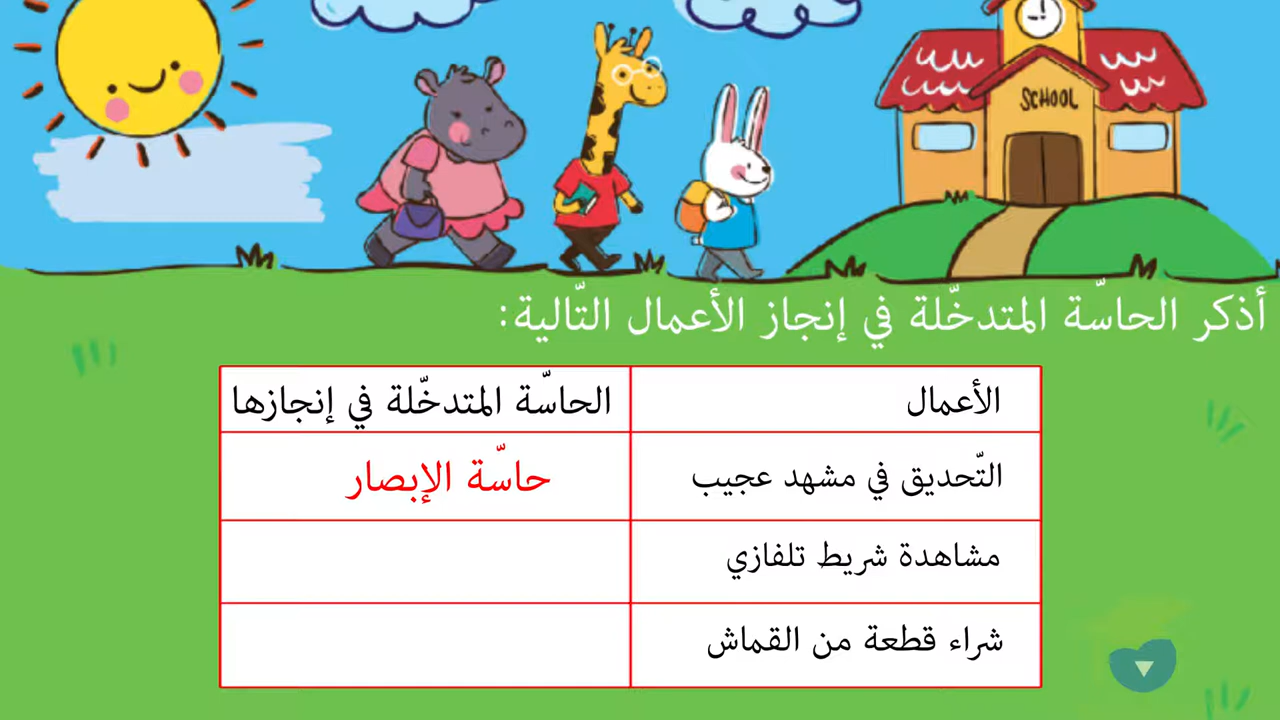 SCHOOL
أذكر الحاسّة المتدخّلة في إنجاز الأعمال التّالية:
الأعمال
الحاسّة المتدخّلة في إنجازها
التّحديق في مشهد عجيب
حاسّة الإبصار
مشاهدة شريط تلفازي
شراء قطعة من القماش